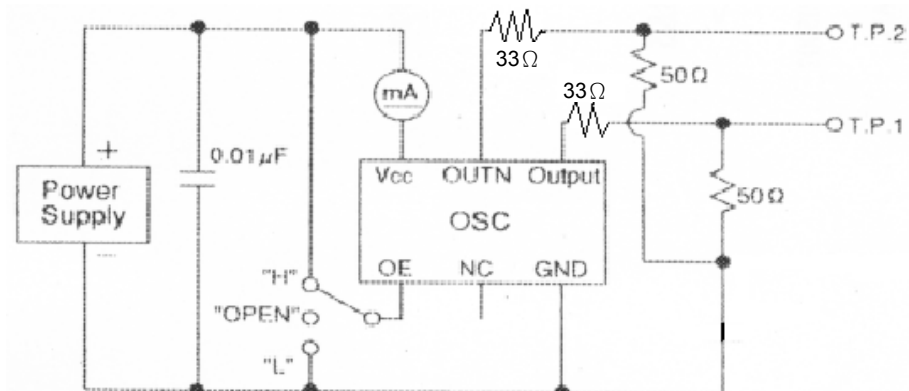 T.P.2
33Ω
50Ω
33Ω
T.P.1
mA
0.01μF
+
Power
Supply
−
Vcc OUTN Output
50Ω
OSC
OE NC GND
"H"
"OPEN"
"L"